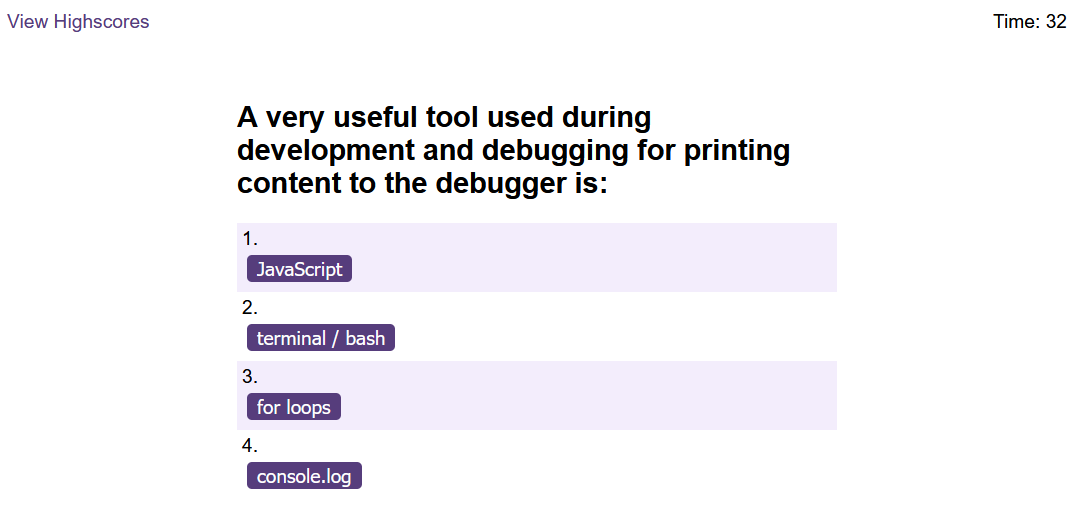 View Highscores
Time: 32
A very useful tool used during
development and debugging for printing
content to the debugger is:
1.
JavaScript
2.
terminal / bash
3.
for loops
4.
console.log